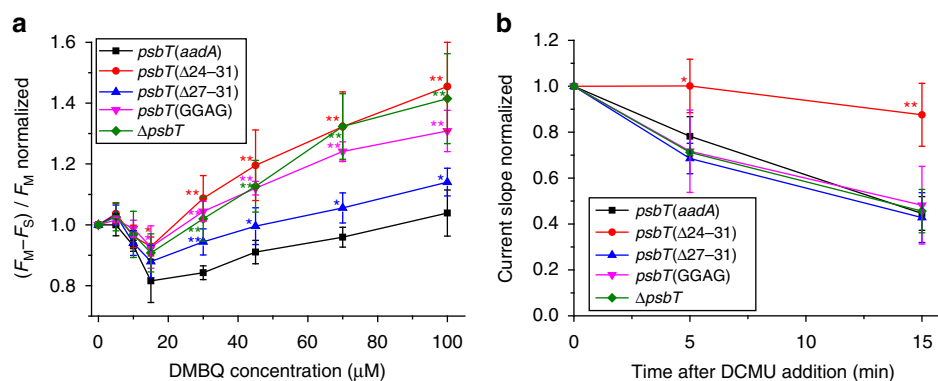 a
1.6
1.4
1.2
1.0
0.8
(FM–FS) / FM normalized
psbT(aadA)
psbT(Δ24–31)
psbT(Δ27–31)
psbT(GGAG)
ΔpsbT
*
**
**
**
**
**
**
*
**
**
*
**
**
**
*
0 20 40 60 80 100
DMBQ concentration (μM)
b
1.2
1.0
0.8
0.6
0.4
0.2
0.0
Current slope normalized
*
**
psbT(aadA)
psbT(Δ24–31)
psbT(Δ27–31)
psbT(GGAG)
ΔpsbT
0 5 10 15
Time after DCMU addition (min)